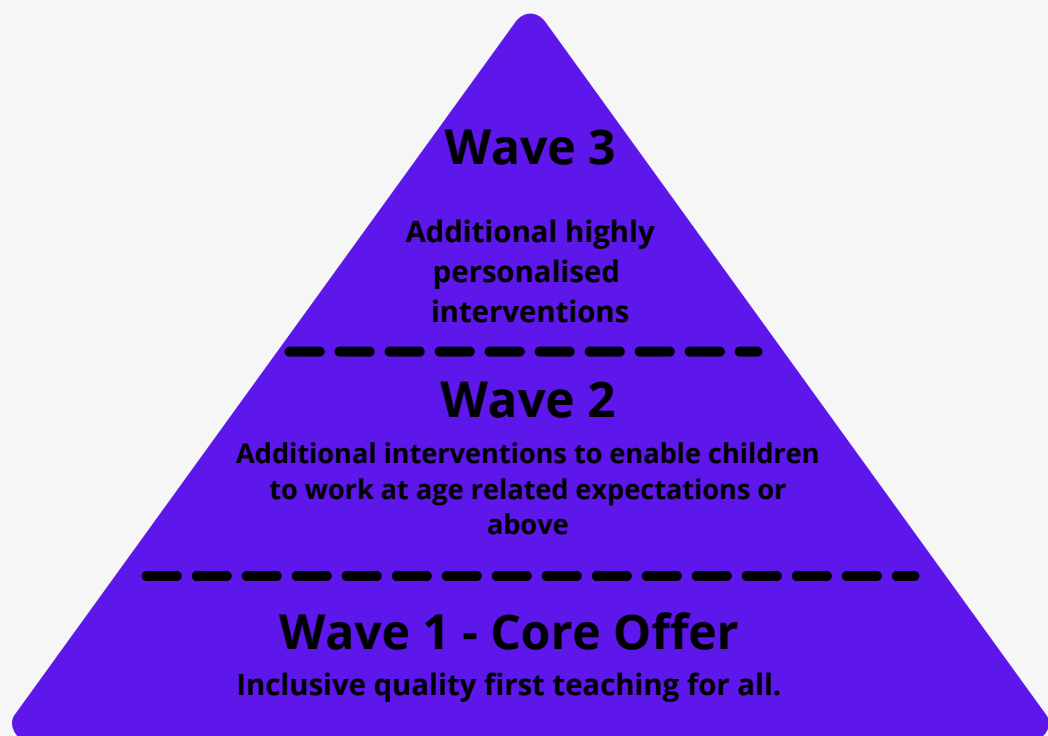 Wave 3
Additional highly
personalised
interventions
Wave 2
Additional interventions to enable children
to work at age related expectations or
above
Wave 1 - Core Offer
Inclusive quality first teaching for all.